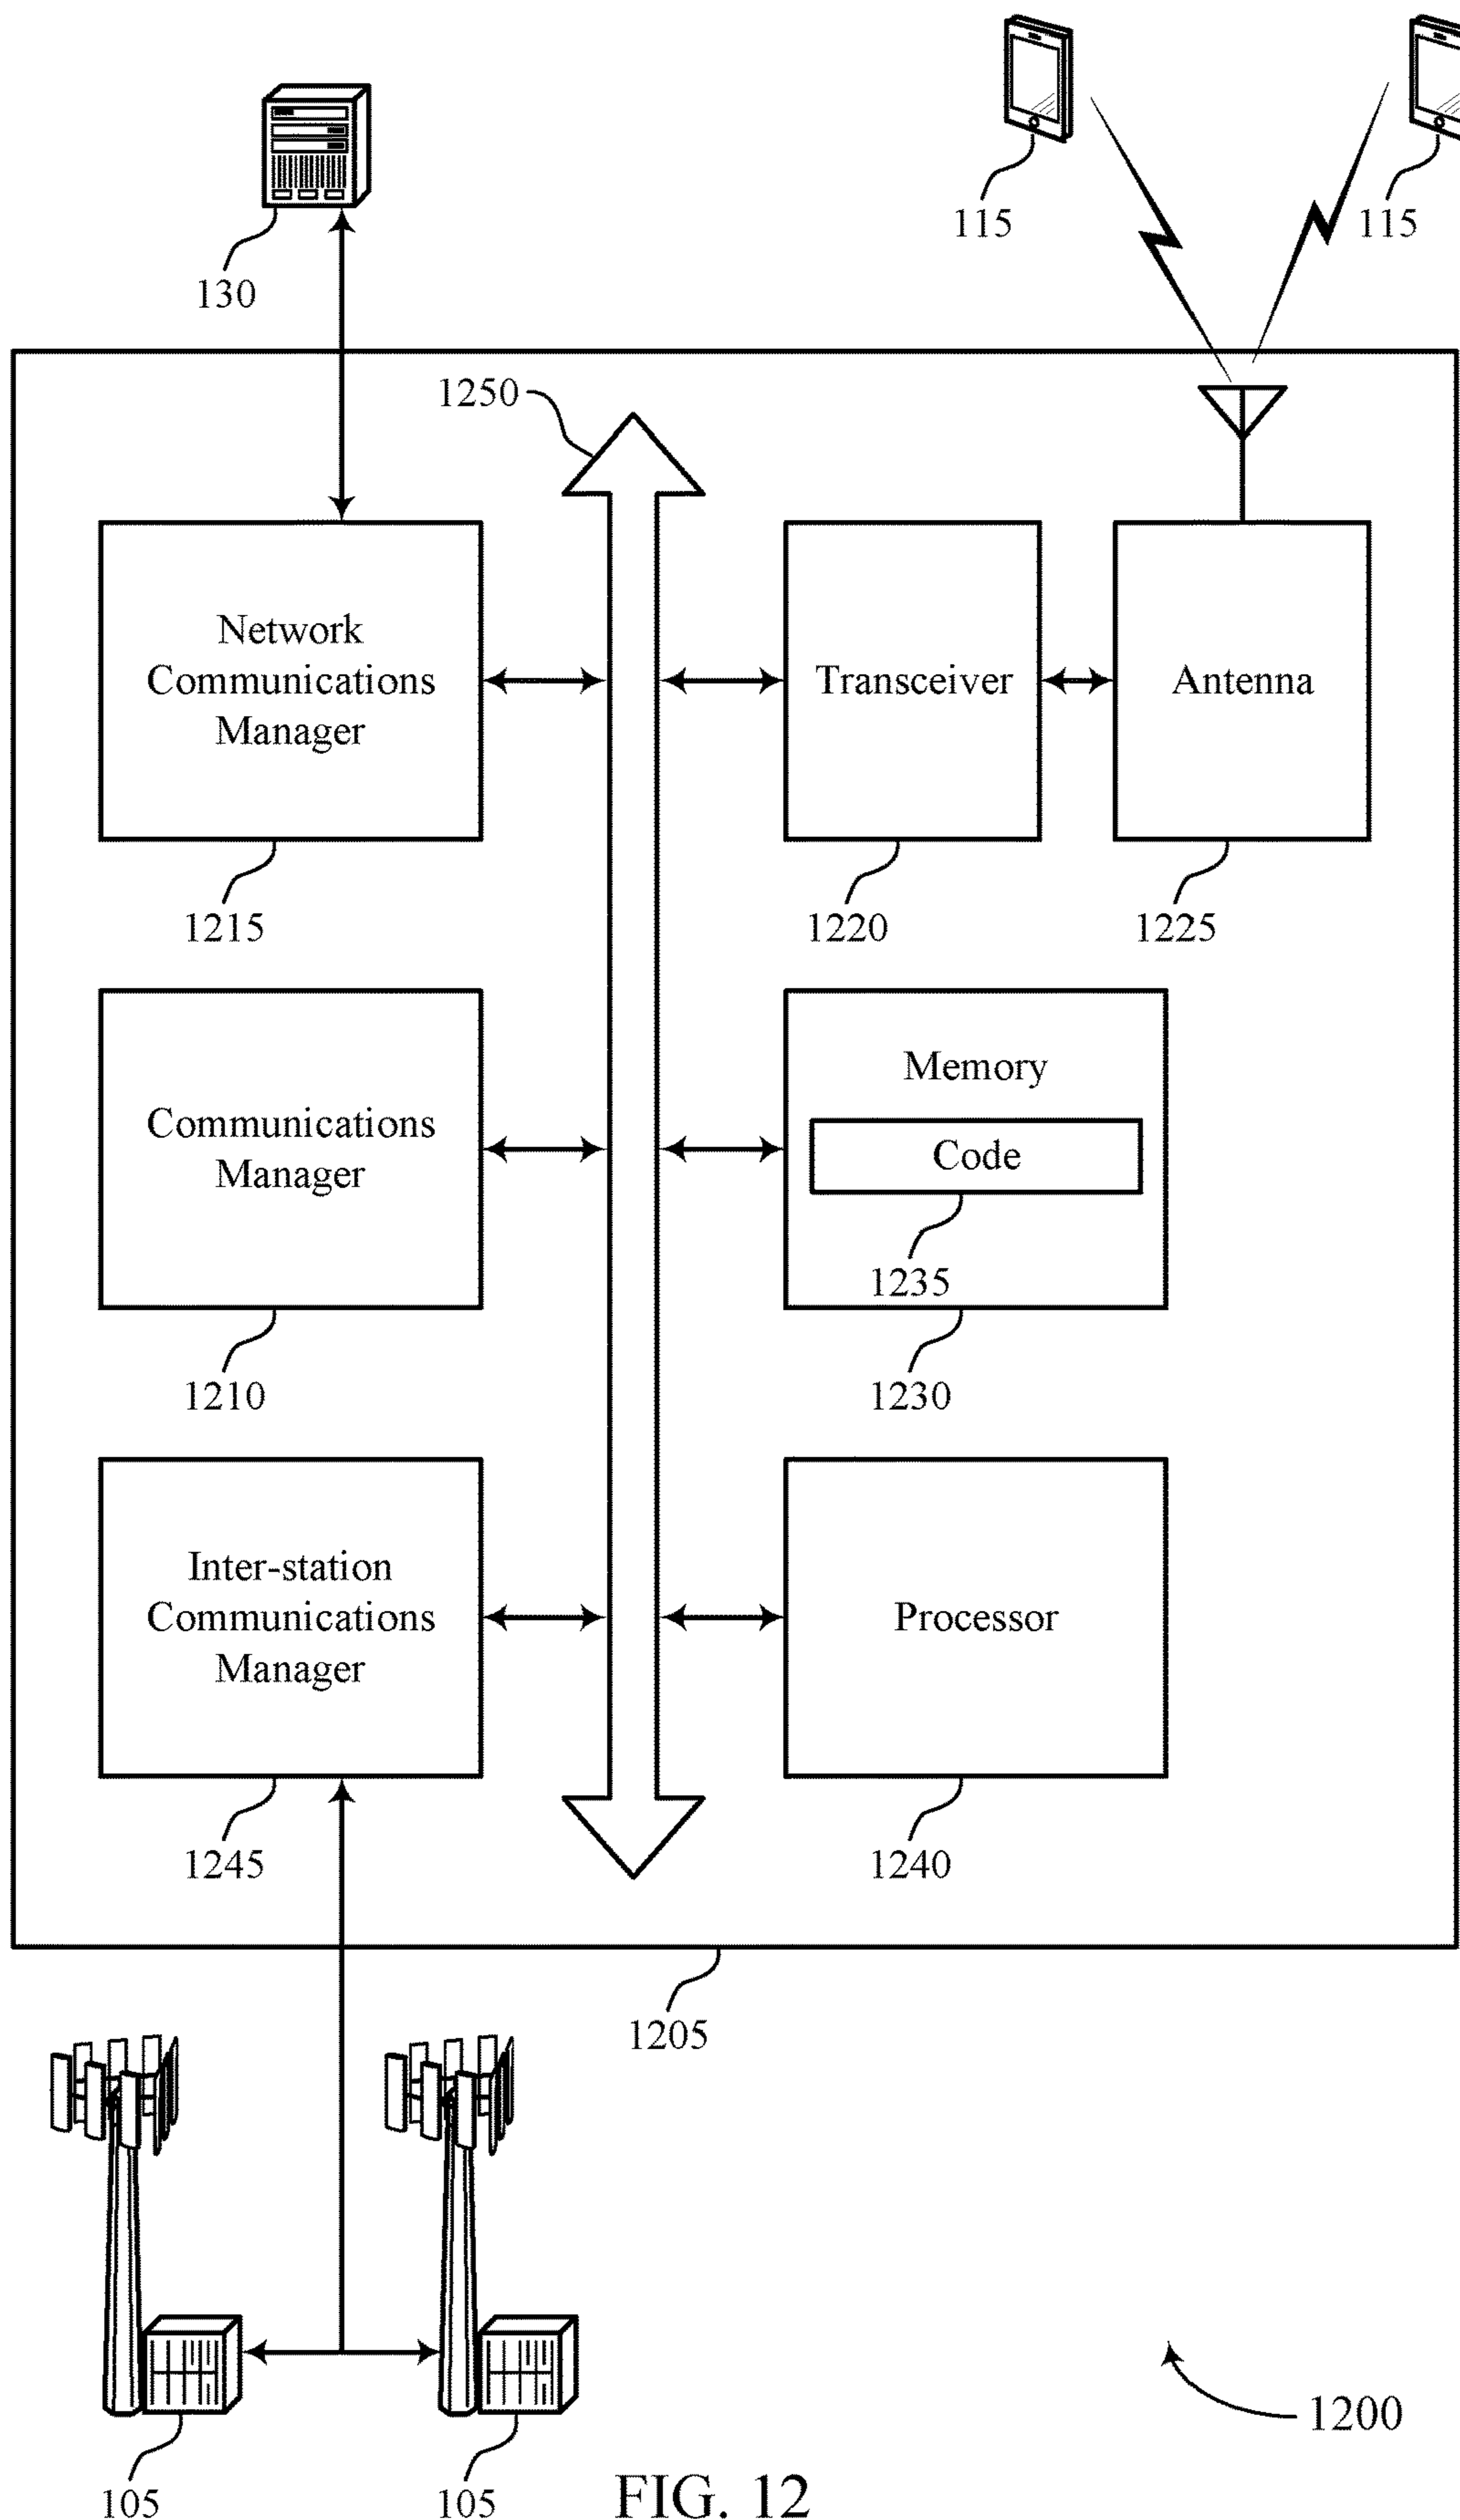 115
115
130
1250
Network
Communications
Manager
Transceiver
Antenna
1215
1220
1225
Communications
Manager
Memory
Code
1235
1210
1230
Inter-station
Communications
Manager
Processor
1245
1240
1205
1200
105
105
FIG. 12